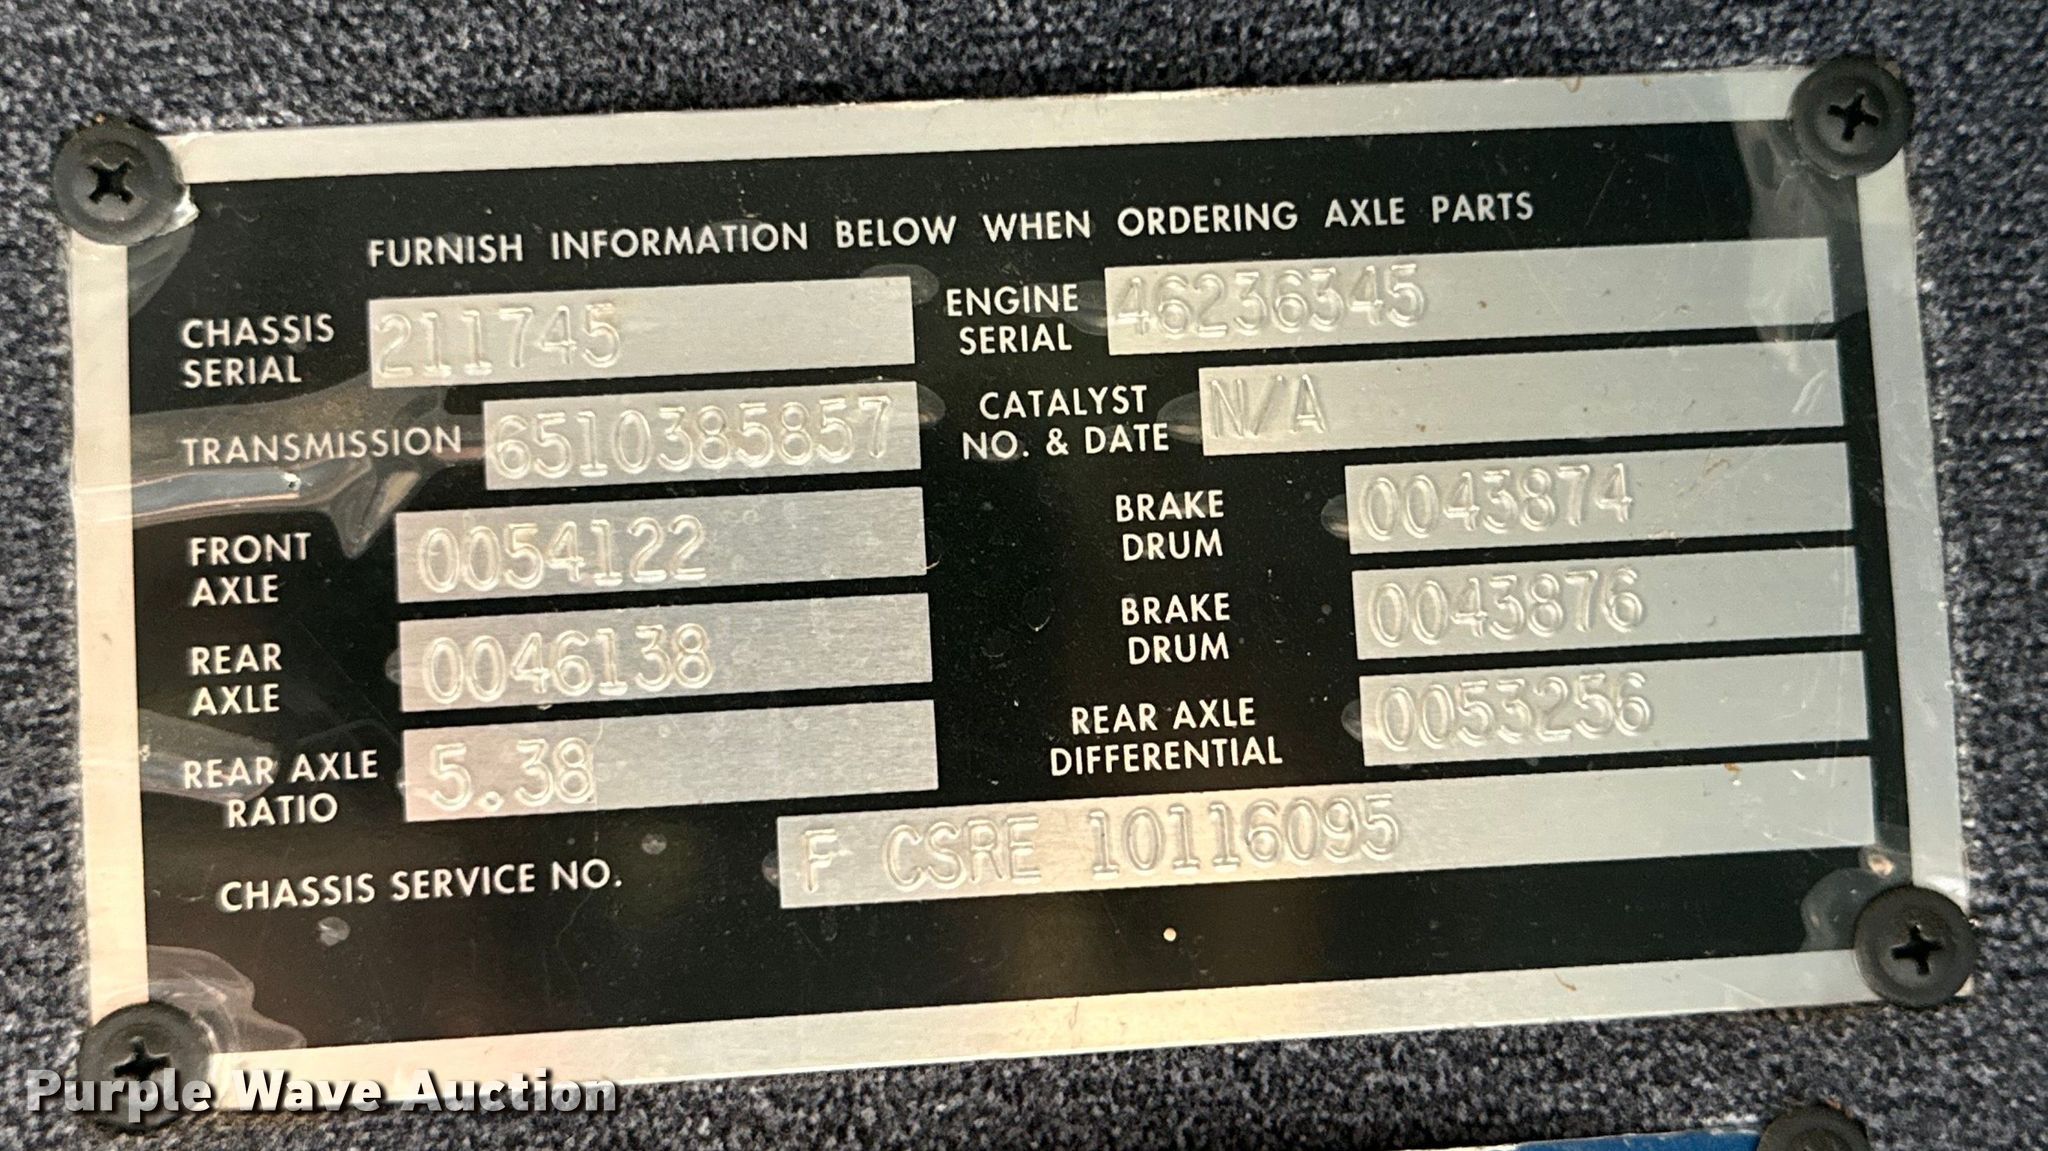 FURNISH INFORMATION BELOW WHEN ORDERING AXLE PARTS
CHASSIS SERIAL 211745
ENGINE SERIAL 46236345
TRANSMISSION 6510385857
CATALYST NO. & DATE N/A
FRONT AXLE 0054122
BRAKE DRUM 0043874
REAR AXLE 0046138
BRAKE DRUM 0043876
REAR AXLE RATIO 5.38
REAR AXLE DIFFERENTIAL 0053256
CHASSIS SERVICE NO. F CSRE 10116095
Purple Wave Auction